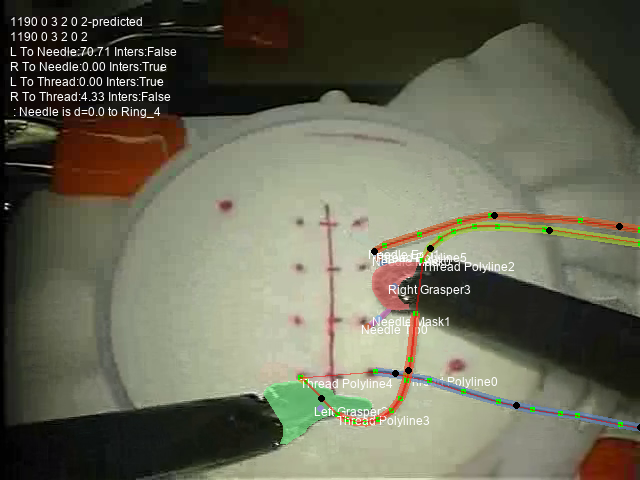 1190 0 3 2 0 2-predicted
1190 0 3 2 0 2
L To Needle:70.71 Inters:False
R To Needle:0.00 Inters:True
L To Thread:0.00 Inters:True
R To Thread:4.33 Inters:False
: Needle is d=0.0 to Ring_4
Thread Polyline2
Right Grasper3
Needle Mask1
Thread Polyline4
Left Grasper
Thread Polyline3